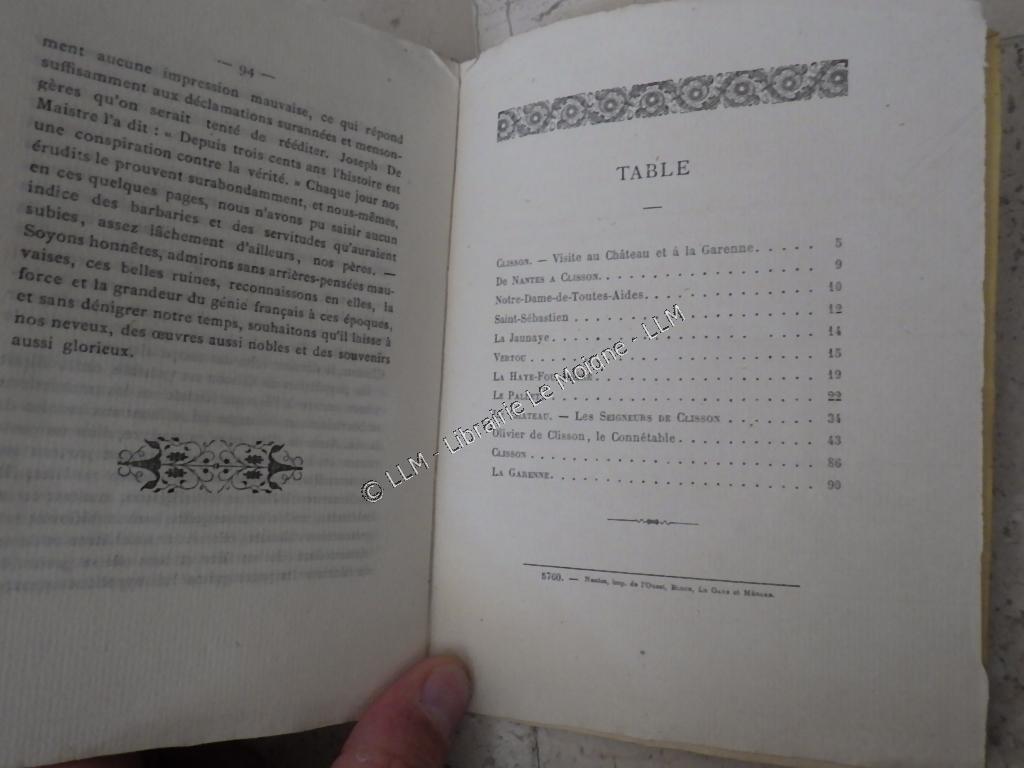 — 94 —
ment aucune impression mauvaise, ce qui répond
suffisamment aux déclamations surannées et menson-
gères qu'on serait tenté de rééditer. Joseph De
Maistre l'a dit : « Depuis trois cents ans l'histoire est
une conspiration contre la vérité. » Chaque jour nos
érudits le prouvent surabondamment, et nous-mêmes,
en ces quelques pages, nous n'avons pu saisir aucun
indice des barbaries et des servitudes qu'auraient
subies, assez lâchement d'ailleurs, nos pères. —
Soyons honnêtes, admirons sans arrières-pensées mau-
vaises, ces belles ruines, reconnaissons en elles, la
force et la grandeur du génie français à ces époques,
et sans dénigrer notre temps, souhaitons qu'il laisse à
nos neveux, des œuvres aussi nobles et des souvenirs
aussi glorieux.
TABLE
CLISSON. — Visite au Château et à la Garenne. . . . . . 5
DE NANTES A CLISSON. . . . . . . . . . . . . . 9
Notre-Dame-de-Toutes-Aides. . . . . . . . . . . 10
Saint-Sébastien . . . . . . . . . . . . . . . 12
La Jaunaye. . . . . . . . . . . . . . . . 14
VERTOU. . . . . . . . . . . . . . . . . 15
LA . . . . . . . . . . . . . . 19
LE . . . . . . . . . . . . . . . . 22
— LES SEIGNEURS DE CLISSON . . . . . . 34
Olivier de Clisson, le Connétable. . . . . . . . . 43
CLISSON . . . . . . . . . . . . . . . . . 86
LA GARENNE. . . . . . . . . . . . . . . . 90
5760. — Nantes, imp. de l'Ouest,
© LLM - Librairie Le Moigne - LLM